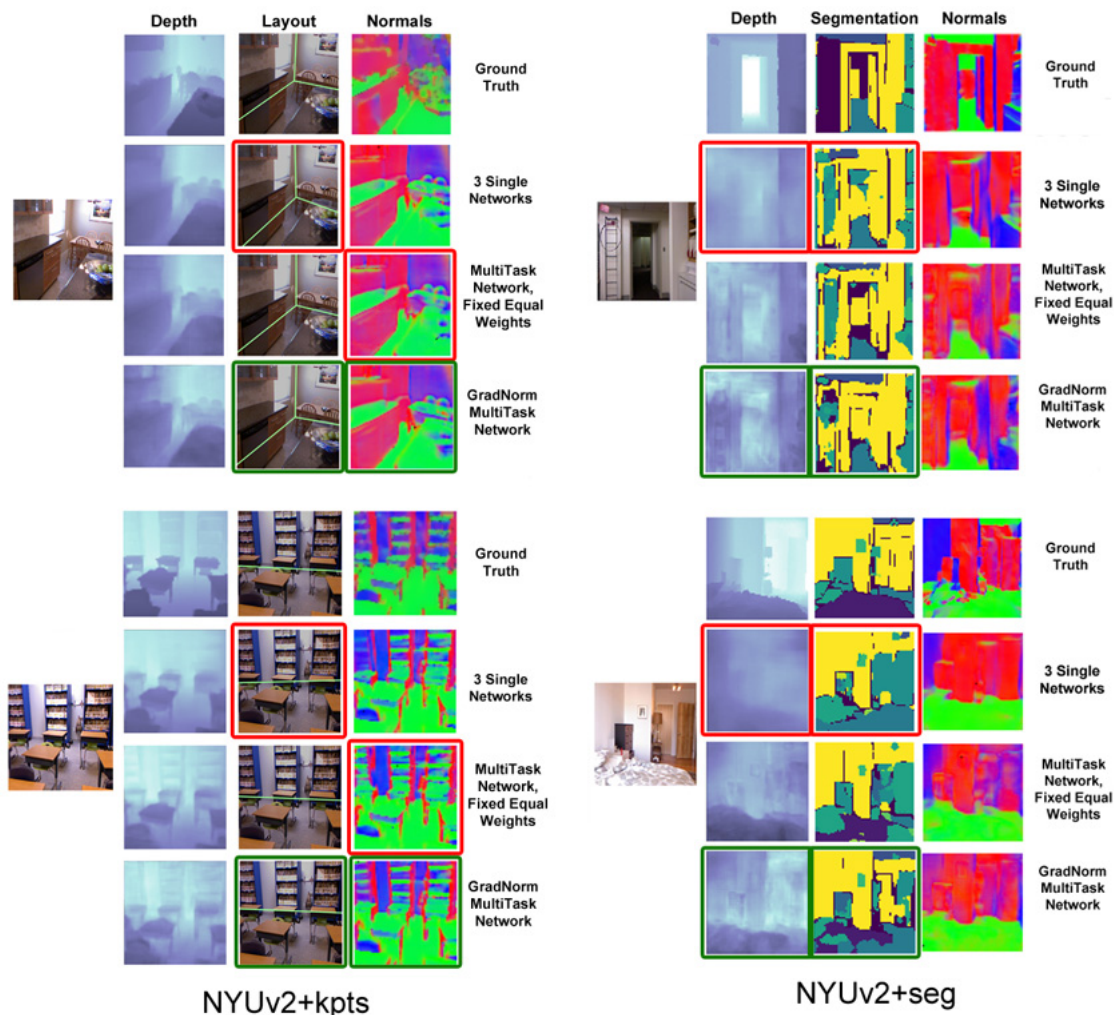 Depth Layout Normals
Ground
Truth
3 Single
Networks
MultiTask
Network,
Fixed Equal
Weights
GradNorm
MultiTask
Network
Ground
Truth
3 Single
Networks
MultiTask
Network,
Fixed Equal
Weights
GradNorm
MultiTask
Network
NYUv2+kpts
Depth Segmentation Normals
Ground
Truth
3 Single
Networks
MultiTask
Network,
Fixed Equal
Weights
GradNorm
MultiTask
Network
Ground
Truth
3 Single
Networks
MultiTask
Network,
Fixed Equal
Weights
GradNorm
MultiTask
Network
NYUv2+seg